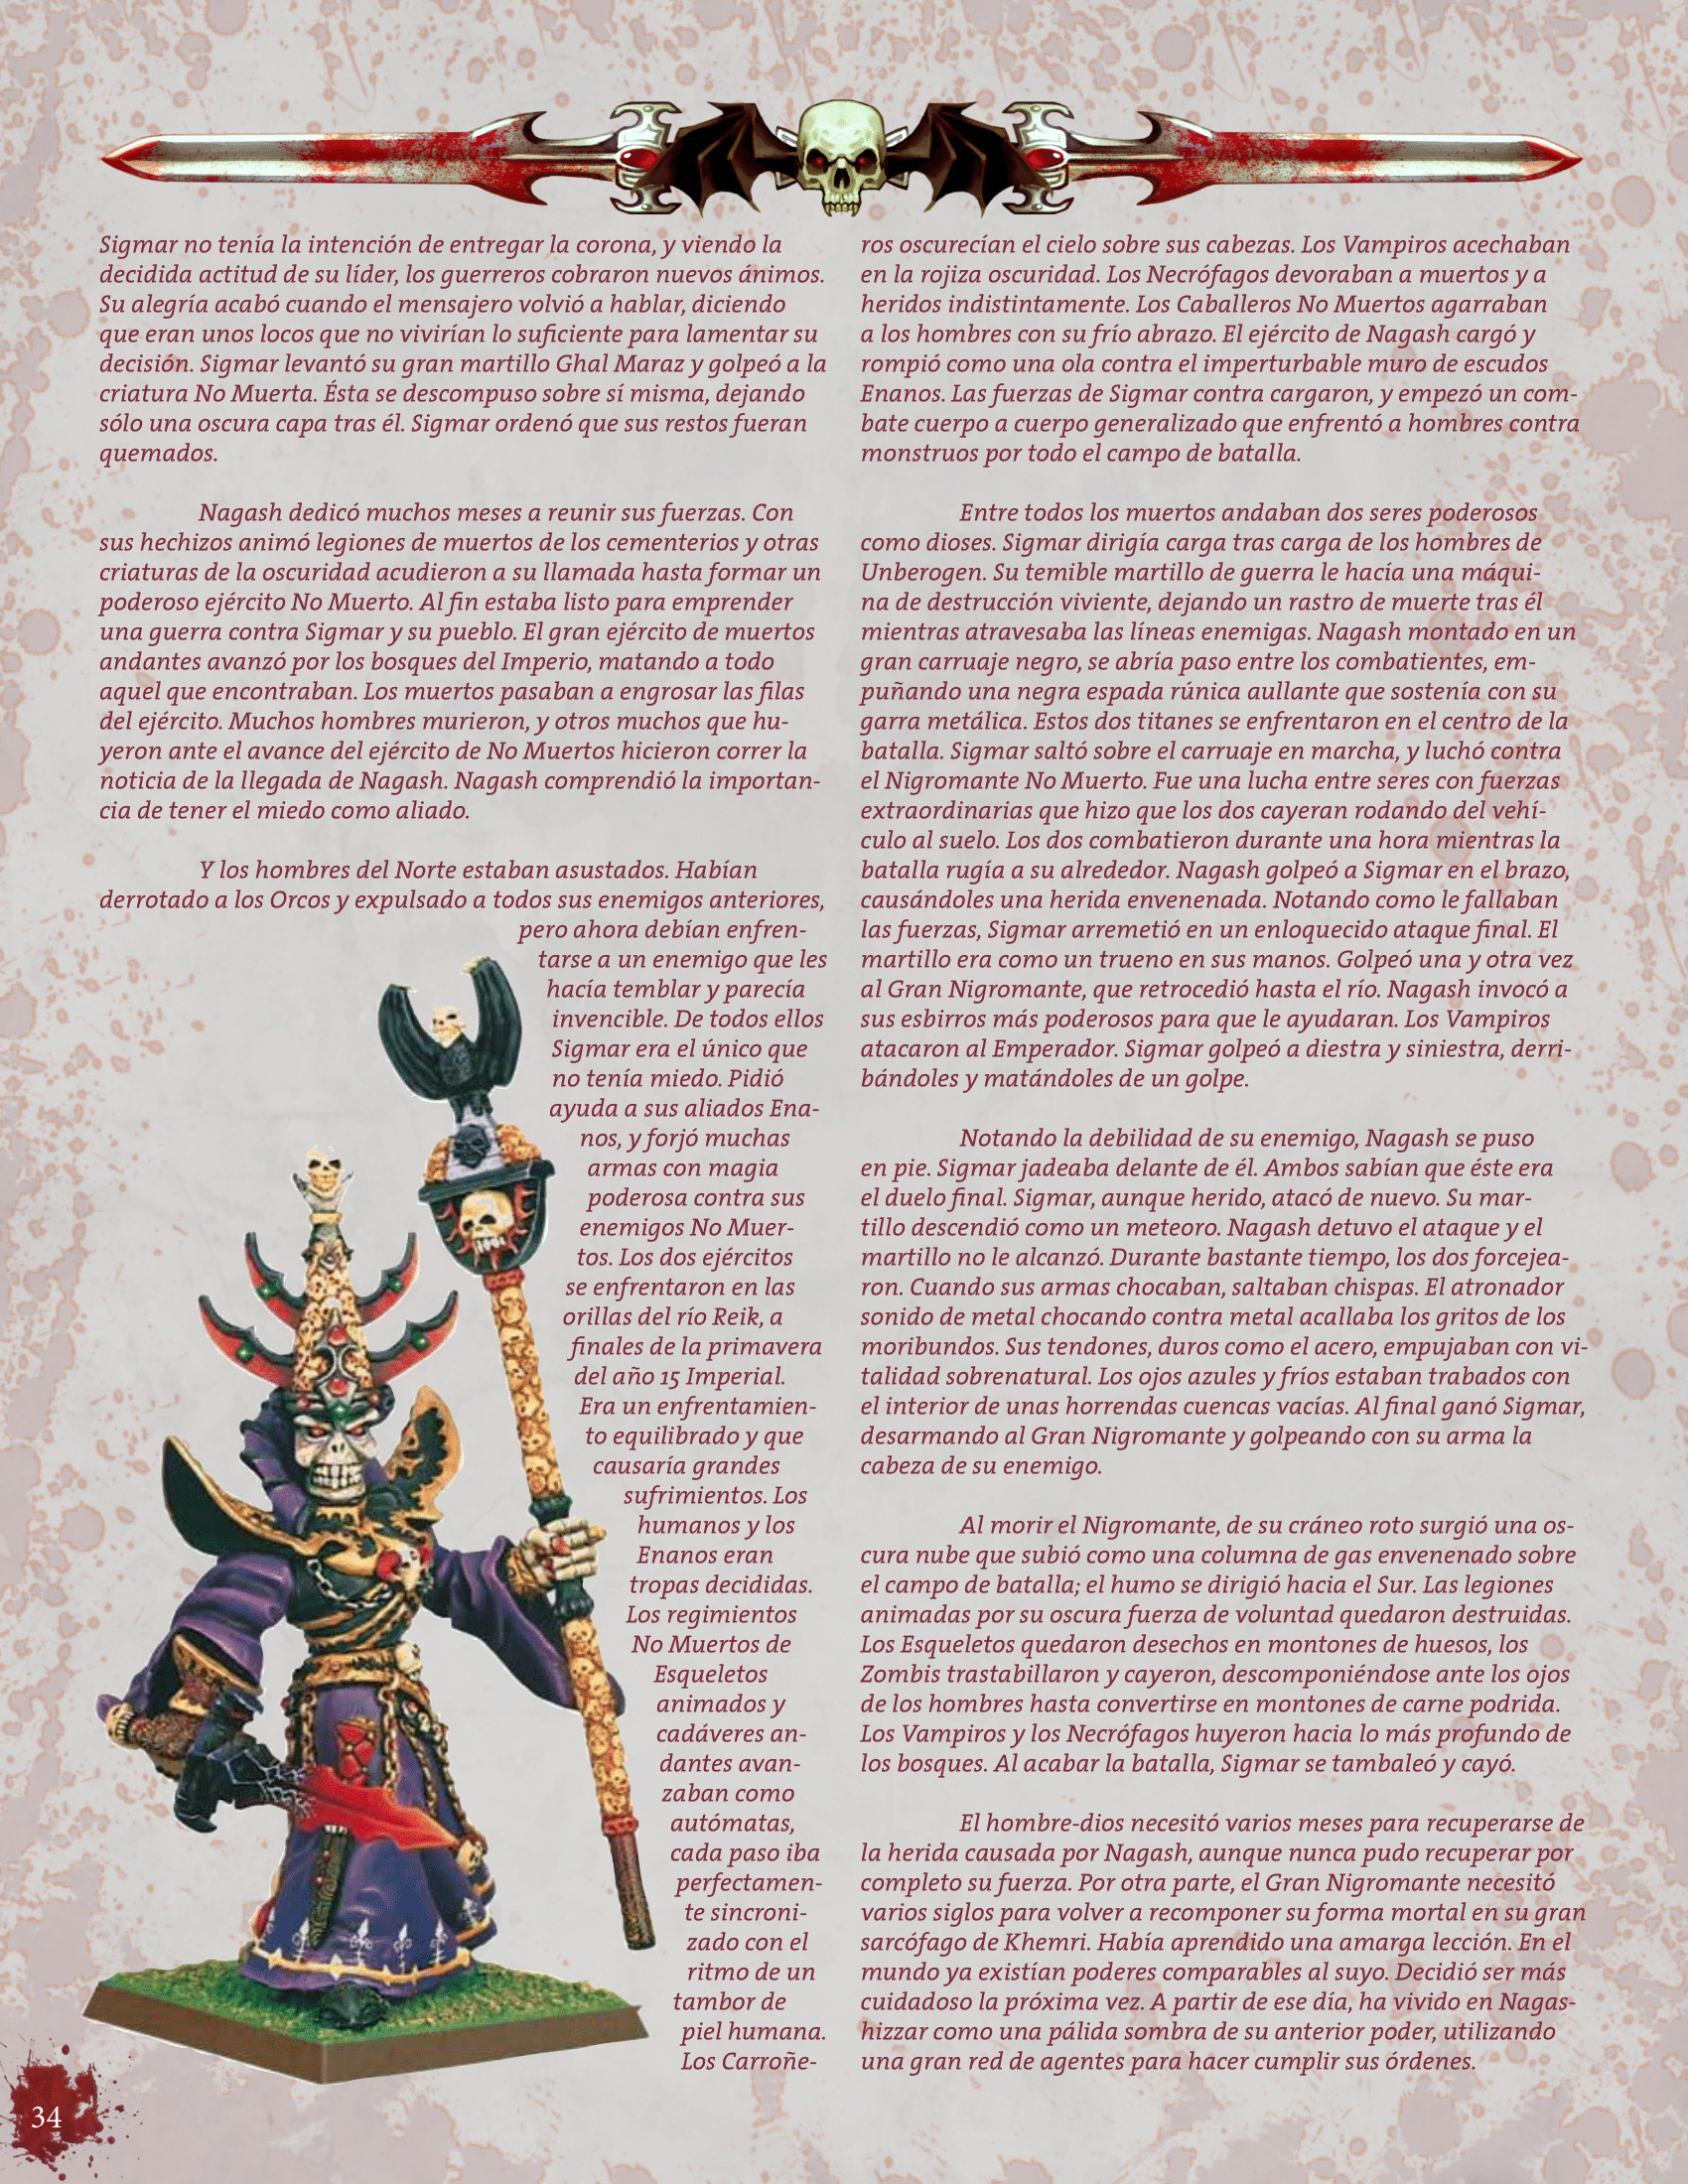 Sigmar no tenía la intención de entregar la corona, y viendo la
decidida actitud de su líder, los guerreros cobraron nuevos ánimos.
Su alegría acabó cuando el mensajero volvió a hablar, diciendo
que eran unos locos que no vivirían lo suficiente para lamentar su
decisión. Sigmar levantó su gran martillo Ghal Maraz y golpeó a la
criatura No Muerta. Ésta se descompuso sobre sí misma, dejando
sólo una oscura capa tras él. Sigmar ordenó que sus restos fueran
quemados.
Nagash dedicó muchos meses a reunir sus fuerzas. Con
sus hechizos animó legiones de muertos de los cementerios y otras
criaturas de la oscuridad acudieron a su llamada hasta formar un
poderoso ejército No Muerto. Al fin estaba listo para emprender
una guerra contra Sigmar y su pueblo. El gran ejército de muertos
andantes avanzó por los bosques del Imperio, matando a todo
aquel que encontraban. Los muertos pasaban a engrosar las filas
del ejército. Muchos hombres murieron, y otros muchos que hu-
yeron ante el avance del ejército de No Muertos hicieron correr la
noticia de la llegada de Nagash. Nagash comprendió la importan-
cia de tener el miedo como aliado.
Y los hombres del Norte estaban asustados. Habían
derrotado a los Orcos y expulsado a todos sus enemigos anteriores,
pero ahora debían enfren-
tarse a un enemigo que les
hacía temblar y parecía
invencible. De todos ellos
Sigmar era el único que
no tenía miedo. Pidió
ayuda a sus aliados Ena-
nos, y forjó muchas
armas con magia
poderosa contra sus
enemigos No Muer-
tos. Los dos ejércitos
se enfrentaron en las
orillas del río Reik, a
finales de la primavera
del año 15 Imperial.
Era un enfrentamien-
to equilibrado y que
causaría grandes
sufrimientos. Los
humanos y los
Enanos eran
tropas decididas.
Los regimientos
No Muertos de
Esqueletos
animados y
cadáveres an-
dantes avan-
zaban como
autómatas,
cada paso iba
perfectamen-
te sincroni-
zado con el
ritmo de un
tambor de
piel humana.
Los Carroñe-
ros oscurecían el cielo sobre sus cabezas. Los Vampiros acechaban
en la rojiza oscuridad. Los Necrófagos devoraban a muertos y a
heridos indistintamente. Los Caballeros No Muertos agarraban
a los hombres con su frío abrazo. El ejército de Nagash cargó y
rompió como una ola contra el imperturbable muro de escudos
Enanos. Las fuerzas de Sigmar contra cargaron, y empezó un com-
bate cuerpo a cuerpo generalizado que enfrentó a hombres contra
monstruos por todo el campo de batalla.
Entre todos los muertos andaban dos seres poderosos
como dioses. Sigmar dirigía carga tras carga de los hombres de
Unberogen. Su temible martillo de guerra le hacía una máqui-
na de destrucción viviente, dejando un rastro de muerte tras él
mientras atravesaba las líneas enemigas. Nagash montado en un
gran carruaje negro, se abría paso entre los combatientes, em-
puñando una negra espada rúnica aullante que sostenía con su
garra metálica. Estos dos titanes se enfrentaron en el centro de la
batalla. Sigmar saltó sobre el carruaje en marcha, y luchó contra
el Nigromante No Muerto. Fue una lucha entre seres con fuerzas
extraordinarias que hizo que los dos cayeran rodando del vehí-
culo al suelo. Los dos combatieron durante una hora mientras la
batalla rugía a su alrededor. Nagash golpeó a Sigmar en el brazo,
causándoles una herida envenenada. Notando como le fallaban
las fuerzas, Sigmar arremetió en un enloquecido ataque final. El
martillo era como un trueno en sus manos. Golpeó una y otra vez
al Gran Nigromante, que retrocedió hasta el río. Nagash invocó a
sus esbirros más poderosos para que le ayudaran. Los Vampiros
atacaron al Emperador. Sigmar golpeó a diestra y siniestra, derri-
bándoles y matándoles de un golpe.
Notando la debilidad de su enemigo, Nagash se puso
en pie. Sigmar jadeaba delante de él. Ambos sabían que éste era
el duelo final. Sigmar, aunque herido, atacó de nuevo. Su mar-
tillo descendió como un meteoro. Nagash detuvo el ataque y el
martillo no le alcanzó. Durante bastante tiempo, los dos forcejea-
ron. Cuando sus armas chocaban, saltaban chispas. El atronador
sonido de metal chocando contra metal acallaba los gritos de los
moribundos. Sus tendones, duros como el acero, empujaban con vi-
talidad sobrenatural. Los ojos azules y fríos estaban trabados con
el interior de unas horrendas cuencas vacías. Al final ganó Sigmar,
desarmando al Gran Nigromante y golpeando con su arma la
cabeza de su enemigo.
Al morir el Nigromante, de su cráneo roto surgió una os-
cura nube que subió como una columna de gas envenenado sobre
el campo de batalla; el humo se dirigió hacia el Sur. Las legiones
animadas por su oscura fuerza de voluntad quedaron destruidas.
Los Esqueletos quedaron desechos en montones de huesos, los
Zombis trastabillaron y cayeron, descomponiéndose ante los ojos
de los hombres hasta convertirse en montones de carne podrida.
Los Vampiros y los Necrófagos huyeron hacia lo más profundo de
los bosques. Al acabar la batalla, Sigmar se tambaleó y cayó.
El hombre-dios necesitó varios meses para recuperarse de
la herida causada por Nagash, aunque nunca pudo recuperar por
completo su fuerza. Por otra parte, el Gran Nigromante necesitó
varios siglos para volver a recomponer su forma mortal en su gran
sarcófago de Khemri. Había aprendido una amarga lección. En el
mundo ya existían poderes comparables al suyo. Decidió ser más
cuidadoso la próxima vez. A partir de ese día, ha vivido en Nagas-
hizzar como una pálida sombra de su anterior poder, utilizando
una gran red de agentes para hacer cumplir sus órdenes.
34